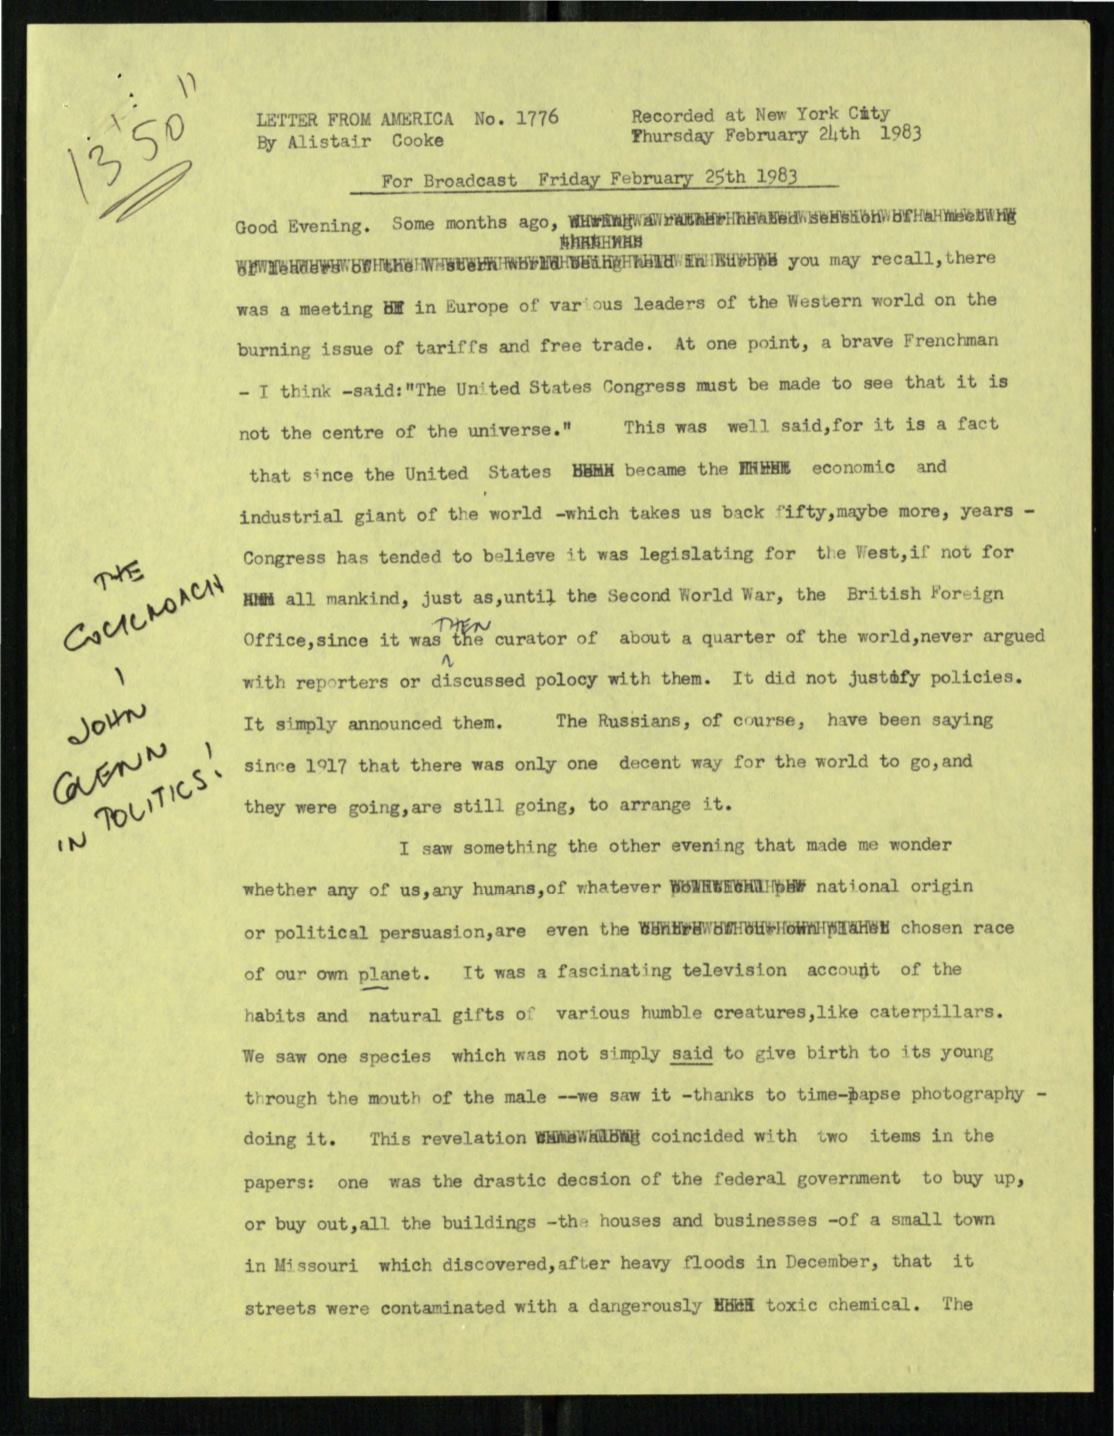 13' 50"
LETTER FROM AMERICA No. 1776
Recorded at New York City
By Alistair Cooke
Thursday February 24th 1983
For Broadcast Friday February 25th 1983
Good Evening. Some months ago,
you may recall, there
was a meeting in Europe of various leaders of the Western world on the
burning issue of tariffs and free trade. At one point, a brave Frenchman
- I think -said:"The United States Congress must be made to see that it is
not the centre of the universe." This was well said,for it is a fact
that since the United States became the economic and
industrial giant of the world -which takes us back fifty,maybe more, years -
Congress has tended to believe it was legislating for the West,if not for
all mankind, just as,until the Second World War, the British Foreign
THEN
Office,since it was the curator of about a quarter of the world,never argued
with reporters or discussed polocy with them. It did not justify policies.
It simply announced them. The Russians, of course, have been saying
since 1917 that there was only one decent way for the world to go,and
they were going,are still going, to arrange it.
THE
COCKROACH
,
JOHN
GLENN
IN POLITICS!
I saw something the other evening that made me wonder
whether any of us,any humans,of whatever national origin
or political persuasion,are even the chosen race
of our own planet. It was a fascinating television account of the
habits and natural gifts of various humble creatures,like caterpillars.
We saw one species which was not simply said to give birth to its young
through the mouth of the male --we saw it -thanks to time-lapse photography -
doing it. This revelation coincided with two items in the
papers: one was the drastic decsion of the federal government to buy up,
or buy out,all the buildings -the houses and businesses -of a small town
in Missouri which discovered,after heavy floods in December, that it
streets were contaminated with a dangerously toxic chemical. The